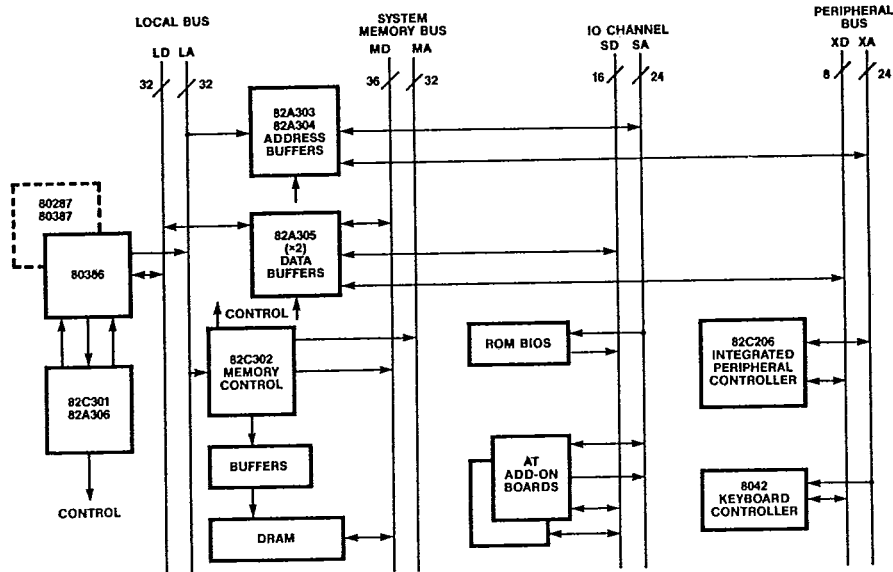 LOCAL BUS
LD LA
32
32
SYSTEM
MEMORY BUS
MD MA
36
32
IO CHANNEL
SD SA
16
24
PERIPHERAL
BUS
XD XA
8
24
82A303
82A304
ADDRESS
BUFFERS
80287
80387
80386
82A305
(×2)
DATA
BUFFERS
CONTROL
82C302
MEMORY
CONTROL
82C301
82A306
CONTROL
BUFFERS
DRAM
ROM BIOS
AT
ADD-ON
BOARDS
82C206
INTEGRATED
PERIPHERAL
CONTROLLER
8042
KEYBOARD
CONTROLLER